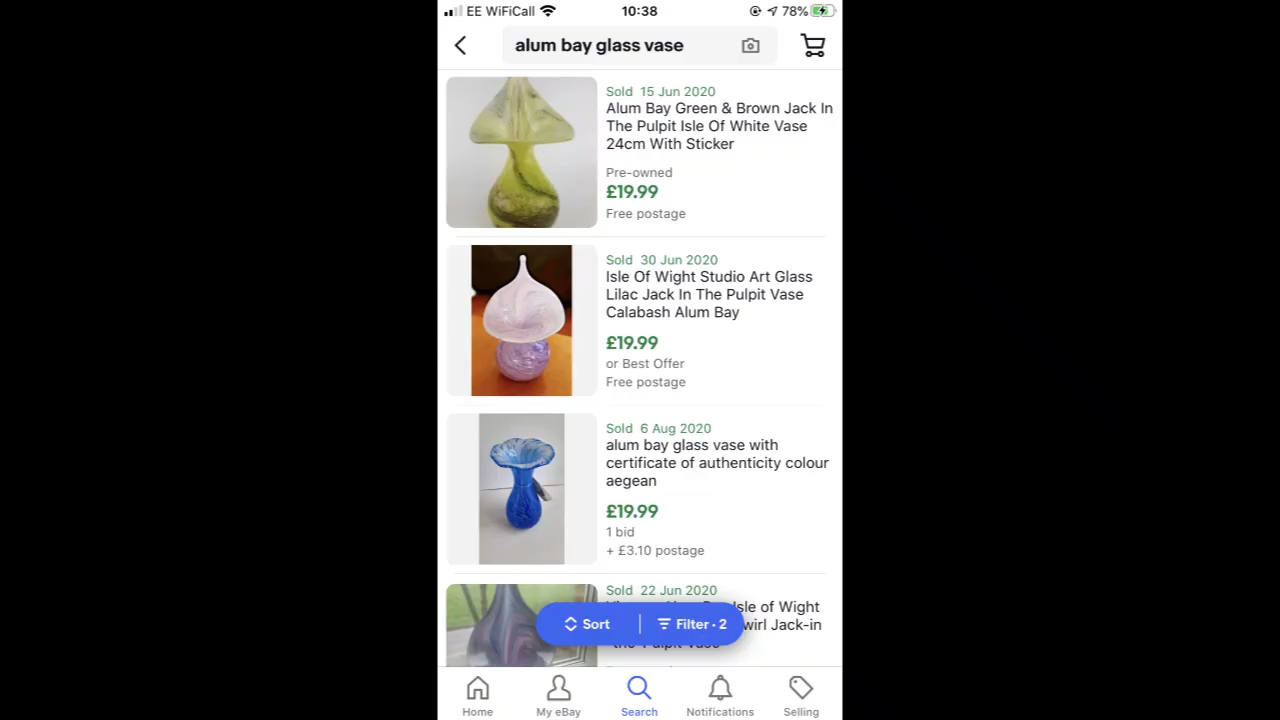 EE WiFiCall
10:38
78%
alum bay glass vase
Sold 15 Jun 2020
Alum Bay Green & Brown Jack In
The Pulpit Isle Of White Vase
24cm With Sticker
Pre-owned
£19.99
Free postage
Sold 30 Jun 2020
Isle Of Wight Studio Art Glass
Lilac Jack In The Pulpit Vase
Calabash Alum Bay
£19.99
or Best Offer
Free postage
Sold 6 Aug 2020
alum bay glass vase with
certificate of authenticity colour
aegean
£19.99
1 bid
+ £3.10 postage
Sold 22 Jun 2020
Isle of Wight
Jack-in
Sort
Filter · 2
Home
My eBay
Search
Notifications
Selling